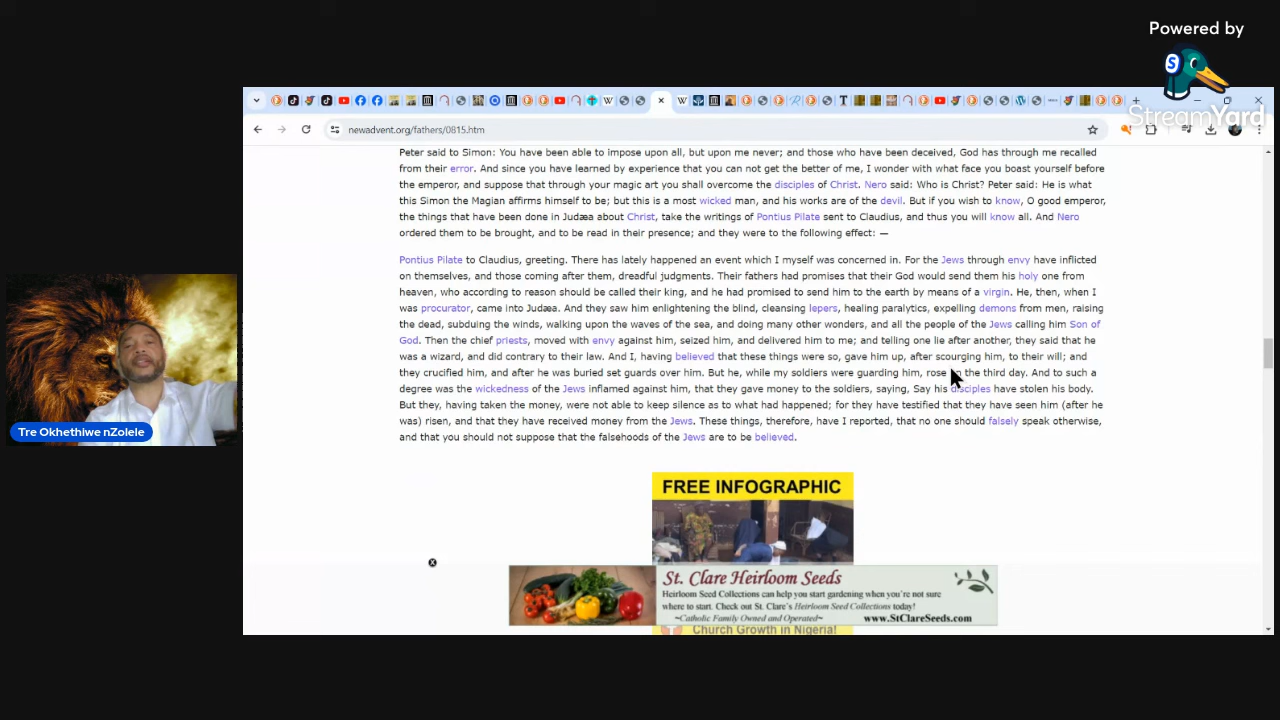 Powered by
StreamYard
newadvent.org/fathers/0815.htm
Peter said to Simon: You have been able to impose upon all, but upon me never; and those who have been deceived, God has through me recalled
from their error. And since you have learned by experience that you can not get the better of me, I wonder with what face you boast yourself before
the emperor, and suppose that through your magic art you shall overcome the disciples of Christ. Nero said: Who is Christ? Peter said: He is what
this Simon the Magian affirms himself to be; but this is a most wicked man, and his works are of the devil. But if you wish to know, O good emperor,
the things that have been done in Judæa about Christ, take the writings of Pontius Pilate sent to Claudius, and thus you will know all. And Nero
ordered them to be brought, and to be read in their presence; and they were to the following effect: —
Pontius Pilate to Claudius, greeting. There has lately happened an event which I myself was concerned in. For the Jews through envy have inflicted
on themselves, and those coming after them, dreadful judgments. Their fathers had promises that their God would send them his holy one from
heaven, who according to reason should be called their king, and he had promised to send him to the earth by means of a virgin. He, then, when I
was procurator, came into Judæa. And they saw him enlightening the blind, cleansing lepers, healing paralytics, expelling demons from men, raising
the dead, subduing the winds, walking upon the waves of the sea, and doing many other wonders, and all the people of the Jews calling him Son of
God. Then the chief priests, moved with envy against him, seized him, and delivered him to me; and telling one lie after another, they said that he
was a wizard, and did contrary to their law. And I, having believed that these things were so, gave him up, after scourging him, to their will; and
they crucified him, and after he was buried set guards over him. But he, while my soldiers were guarding him, rose the third day. And to such a
degree was the wickedness of the Jews inflamed against him, that they gave money to the soldiers, saying, Say his disciples have stolen his body.
But they, having taken the money, were not able to keep silence as to what had happened; for they have testified that they have seen him (after he
was) risen, and that they have received money from the Jews. These things, therefore, have I reported, that no one should falsely speak otherwise,
and that you should not suppose that the falsehoods of the Jews are to be believed.
Tre Okhethiwe nZolele
FREE INFOGRAPHIC
St. Clare Heirloom Seeds
Heirloom Seed Collections can help you start gardening when you're not sure
where to start. Check out St. Clare's Heirloom Seed Collections today!
~Catholic Family Owned and Operated~ www.StClareSeeds.com
Church Growth in Nigeria!